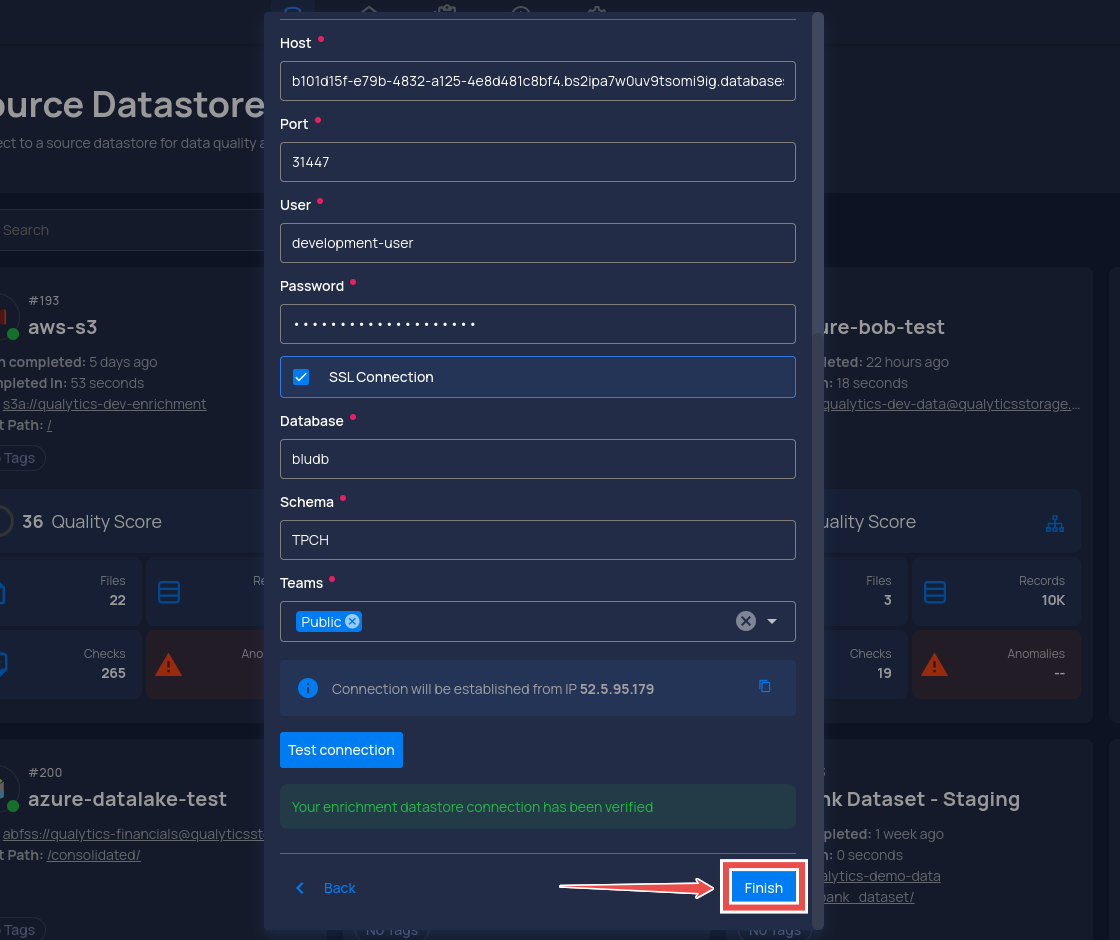 Host
b101d15f-e79b-4832-a125-4e8d481c8bf4.bs2ipa7w0uv9tsomi9ig.database
Port
31447
User
development-user
Password
SSL Connection
Database
bludb
Schema
TPCH
Teams
Public
Connection will be established from IP 52.5.95.179
Test connection
Your enrichment datastore connection has been verified
Back
Finish
ource Datastore
ect to a source datastore for data quality a
Search
#193
aws-s3
n completed: 5 days ago
mpleted In: 53 seconds
s3a://qualytics-dev-enrichment
t Path: /
Tags
36 Quality Score
Files
22
Re
Checks
265
Ano
#200
azure-datalake-test
abfss://qualytics-financials@qualyticsst
t Path: /consolidated/
Tags
No Tags
ure-bob-test
leted: 22 hours ago
n: 18 seconds
qualytics-dev-data@qualyticsstorage....
uality Score
Files
3
Records
10K
Checks
19
Anomalies
--
nk Dataset - Staging
pleted: 1 week ago
n: 0 seconds
alytics-demo-data
bank_dataset/
No Tags